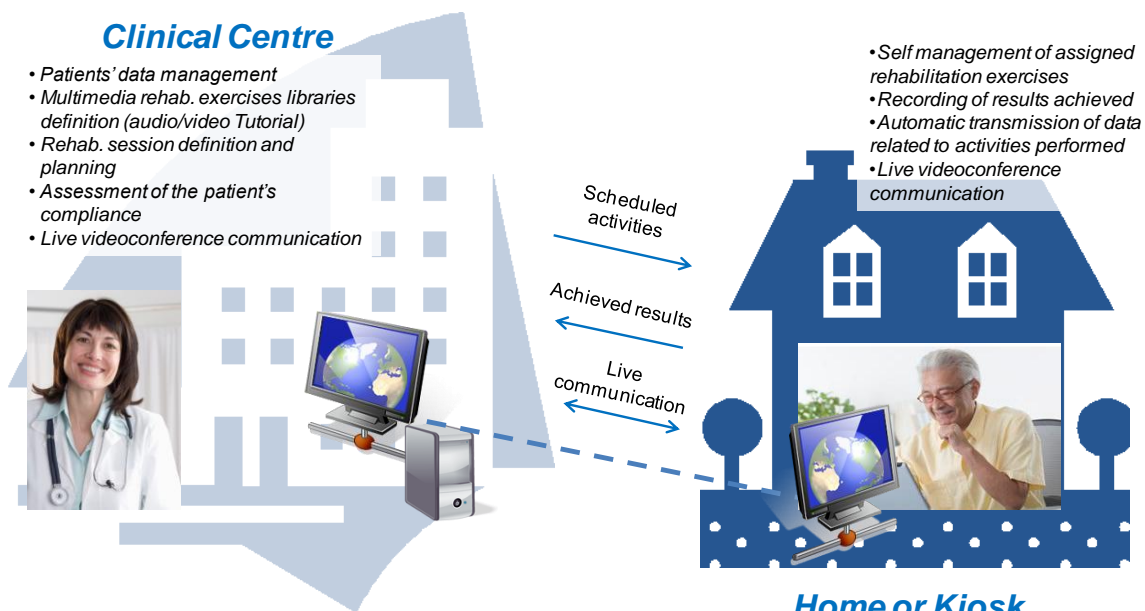 Clinical Centre
• Patients' data management
• Multimedia rehab. exercises libraries
definition (audio/video Tutorial)
• Rehab. session definition and
planning
• Assessment of the patient's
compliance
• Live videoconference communication
•Self management of assigned
rehabilitation exercises
•Recording of results achieved
•Automatic transmission of data
related to activities performed
•Live videoconference
communication
Scheduled
activities
Achieved results
Live
communication
Home or Kiosk